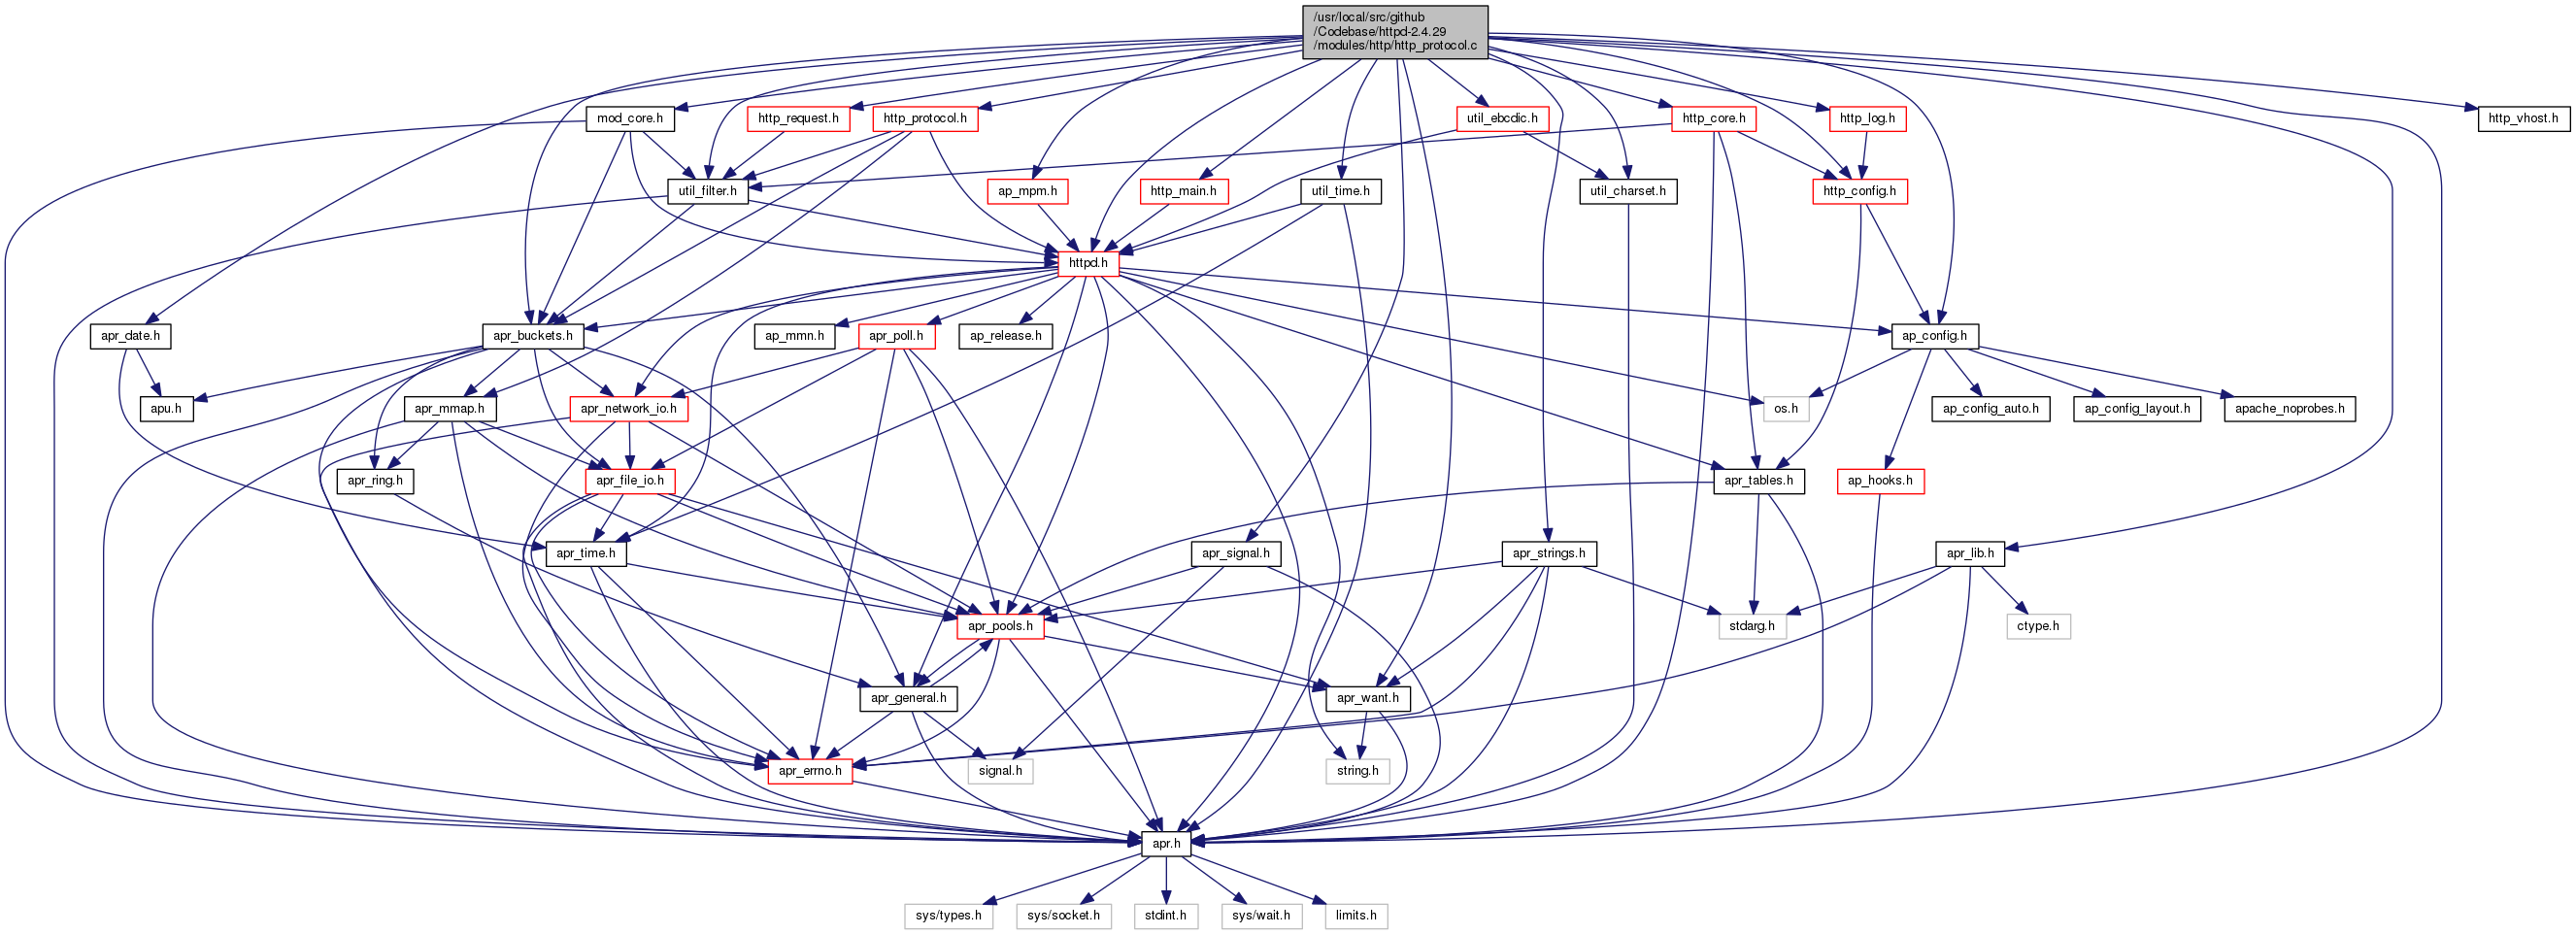 /usr/local/src/github
/Codebase/httpd-2.4.29
/modules/http/http_protocol.c
mod_core.h
http_request.h
http_protocol.h
util_ebcdic.h
http_core.h
http_log.h
http_vhost.h
util_filter.h
ap_mpm.h
http_main.h
util_time.h
util_charset.h
http_config.h
httpd.h
apr_date.h
apr_buckets.h
ap_mmn.h
apr_poll.h
ap_release.h
ap_config.h
apu.h
apr_mmap.h
apr_network_io.h
os.h
ap_config_auto.h
ap_config_layout.h
apache_noprobes.h
apr_ring.h
apr_file_io.h
apr_tables.h
ap_hooks.h
apr_time.h
apr_signal.h
apr_strings.h
apr_lib.h
apr_pools.h
stdarg.h
ctype.h
apr_general.h
apr_want.h
apr_errno.h
signal.h
string.h
apr.h
sys/types.h
sys/socket.h
stdint.h
sys/wait.h
limits.h